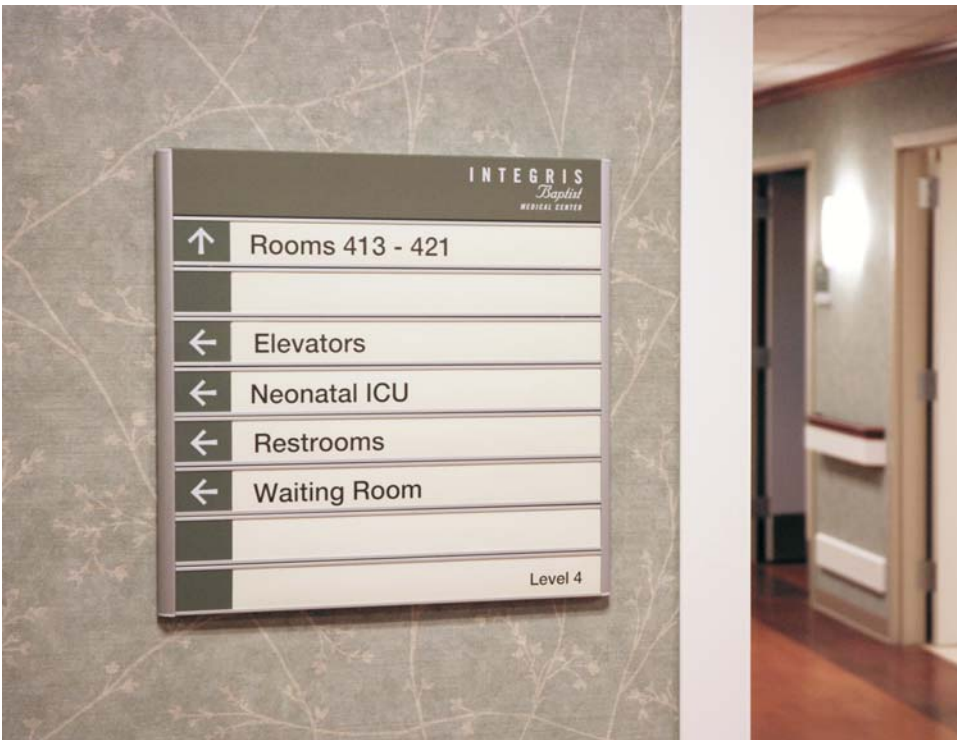 INTEGRIS
Baptist
MEDICAL CENTER
Rooms 413 - 421
Elevators
Neonatal ICU
Restrooms
Waiting Room
Level 4